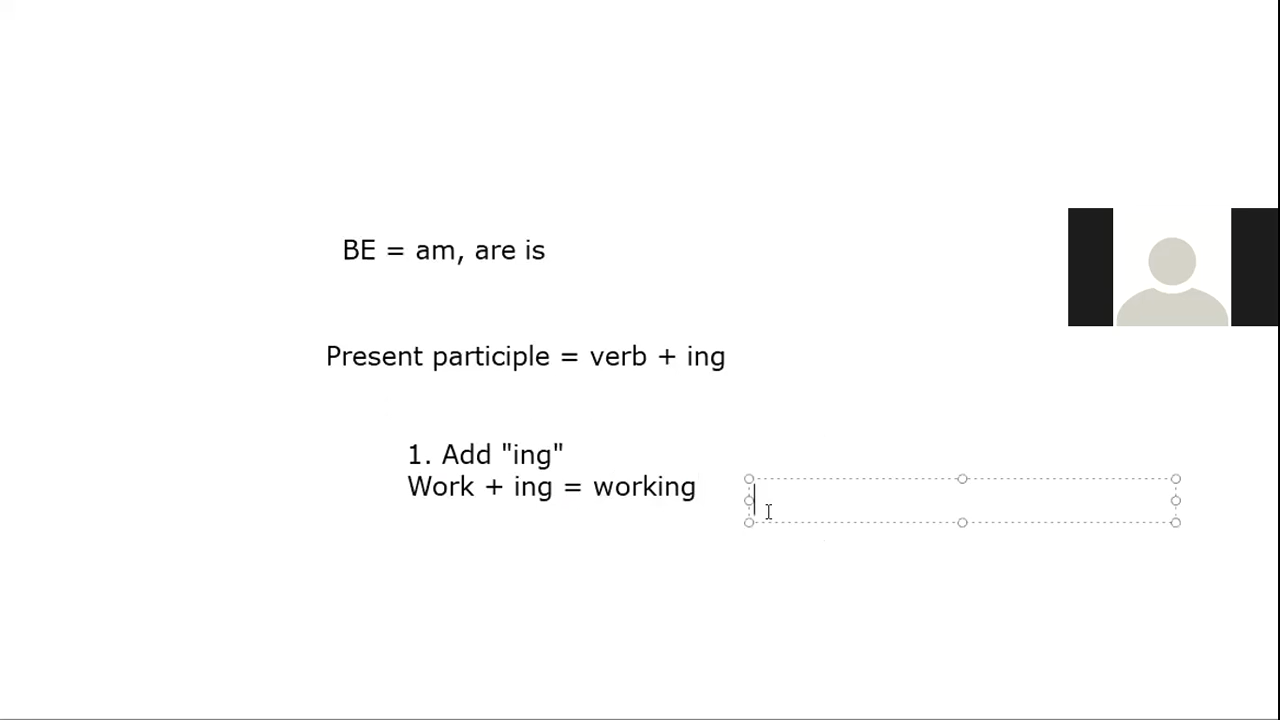 BE = am, are is
Present participle = verb + ing
1. Add "ing"
Work + ing = working